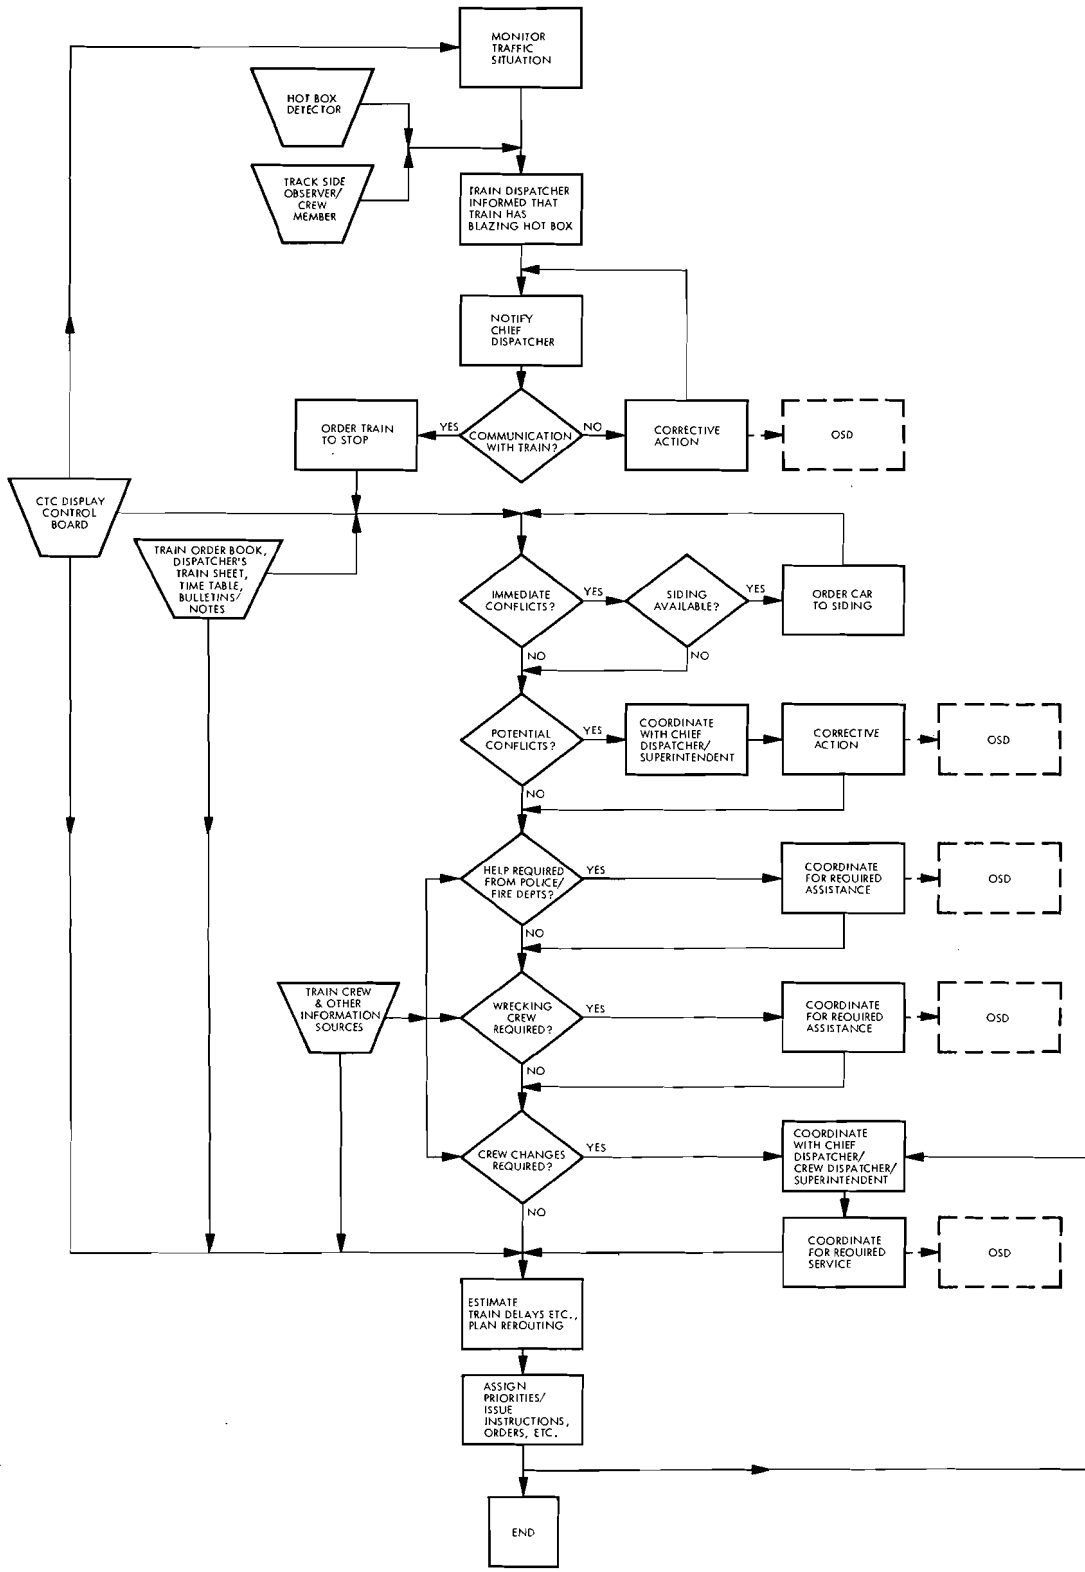 MONITOR
TRAFFIC
SITUATION
HOT BOX
DETECTOR
TRACK SIDE
OBSERVER/
CREW
MEMBER
TRAIN DISPATCHER
INFORMED THAT
TRAIN HAS
BLAZING HOT BOX
NOTIFY
CHIEF
DISPATCHER
ORDER TRAIN
TO STOP
YES
COMMUNICATION
WITH TRAIN?
NO
CORRECTIVE
ACTION
OSD
CTC DISPLAY
CONTROL
BOARD
TRAIN ORDER BOOK,
DISPATCHER'S
TRAIN SHEET,
TIME TABLE,
BULLETINS/
NOTES
IMMEDIATE
CONFLICTS?
YES
SIDING
AVAILABLE?
YES
ORDER CAR
TO SIDING
NO
NO
POTENTIAL
CONFLICTS?
YES
COORDINATE
WITH CHIEF
DISPATCHER/
SUPERINTENDENT
CORRECTIVE
ACTION
OSD
NO
HELP REQUIRED
FROM POLICE/
FIRE DEPTS?
YES
COORDINATE
FOR REQUIRED
ASSISTANCE
OSD
NO
TRAIN CREW
& OTHER
INFORMATION
SOURCES
WRECKING
CREW
REQUIRED?
YES
COORDINATE
FOR REQUIRED
ASSISTANCE
OSD
NO
CREW CHANGES
REQUIRED?
YES
COORDINATE
WITH CHIEF
DISPATCHER/
CREW DISPATCHER/
SUPERINTENDENT
NO
COORDINATE
FOR REQUIRED
SERVICE
OSD
ESTIMATE
TRAIN DELAYS ETC.,
PLAN REROUTING
ASSIGN
PRIORITIES/
ISSUE
INSTRUCTIONS,
ORDERS, ETC.
END